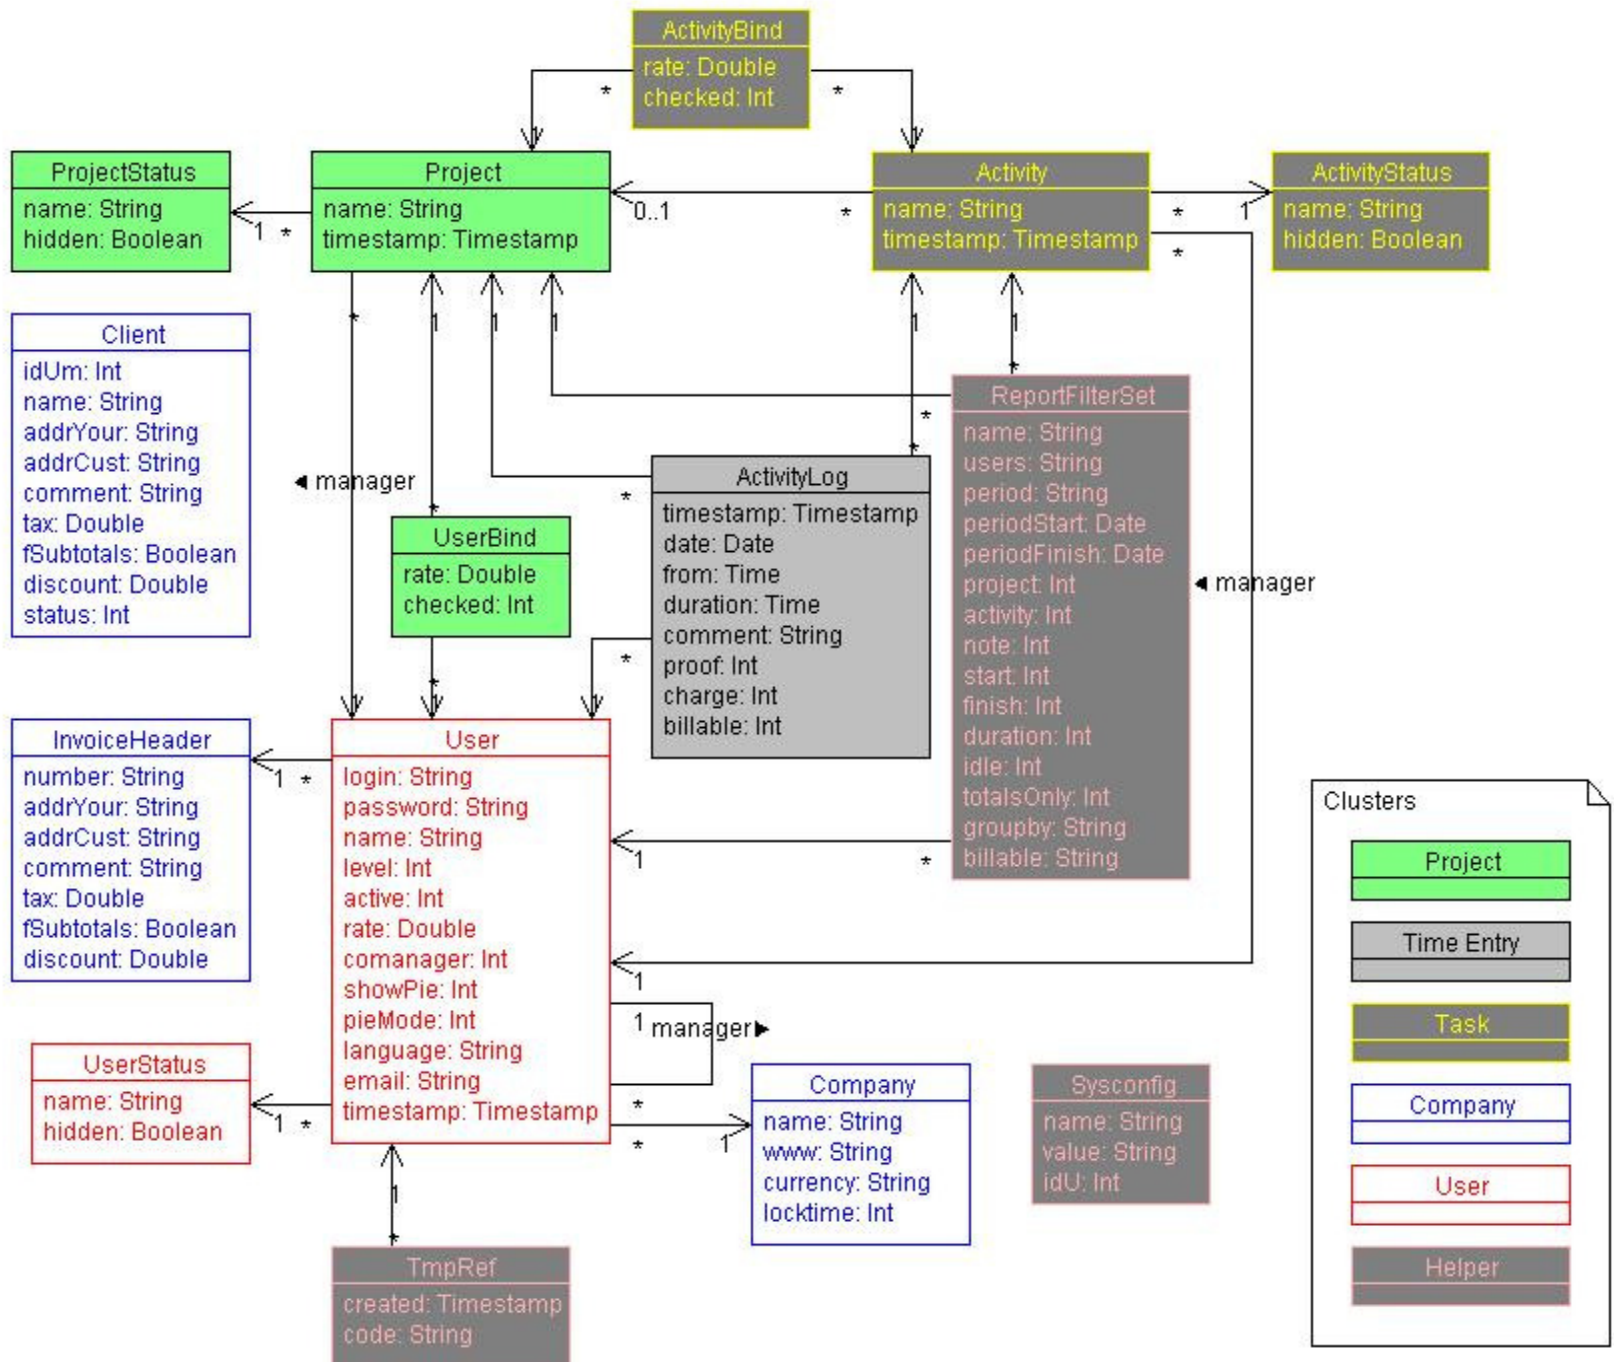 ActivityBind
rate: Double
checked: Int
* *
1 1
ProjectStatus
name: String
hidden: Boolean
1 *
Project
name: String
timestamp: Timestamp
0..1 *
Activity
name: String
timestamp: Timestamp
* 1
*
ActivityStatus
name: String
hidden: Boolean
* 1 1 1 1 1
Client
idUm: Int
name: String
addrYour: String
addrCust: String
comment: String
tax: Double
fSubtotals: Boolean
discount: Double
status: Int
◄ manager
*
UserBind
rate: Double
checked: Int
*
1 1 1
*
*
ActivityLog
timestamp: Timestamp
date: Date
from: Time
duration: Time
comment: String
proof: Int
charge: Int
billable: Int
*
*
*
ReportFilterSet
name: String
users: String
period: String
periodStart: Date
periodFinish: Date
project: Int
activity: Int
note: Int
start: Int
finish: Int
duration: Int
idle: Int
totalsOnly: Int
groupby: String
billable: String
◄ manager
InvoiceHeader
number: String
addrYour: String
addrCust: String
comment: String
tax: Double
fSubtotals: Boolean
discount: Double
1 *
User
login: String
password: String
name: String
level: Int
active: Int
rate: Double
comanager: Int
showPie: Int
pieMode: Int
language: String
email: String
timestamp: Timestamp
1 *
1
1 manager►
*
* 1
UserStatus
name: String
hidden: Boolean
1 *
Company
name: String
www: String
currency: String
locktime: Int
Sysconfig
name: String
value: String
idU: Int
1
*
TmpRef
created: Timestamp
code: String
Clusters
Project
Time Entry
Task
Company
User
Helper